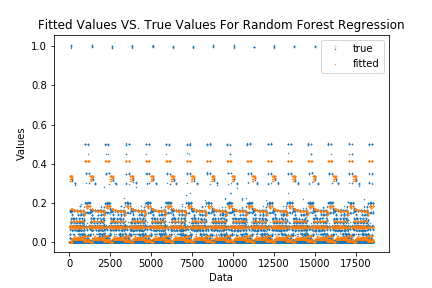 Fitted Values VS. True Values For Random Forest Regression
1.0
0.8
0.6
0.4
0.2
0.0
Values
true
fitted
0
2500
5000
7500
10000
12500
15000
17500
Data